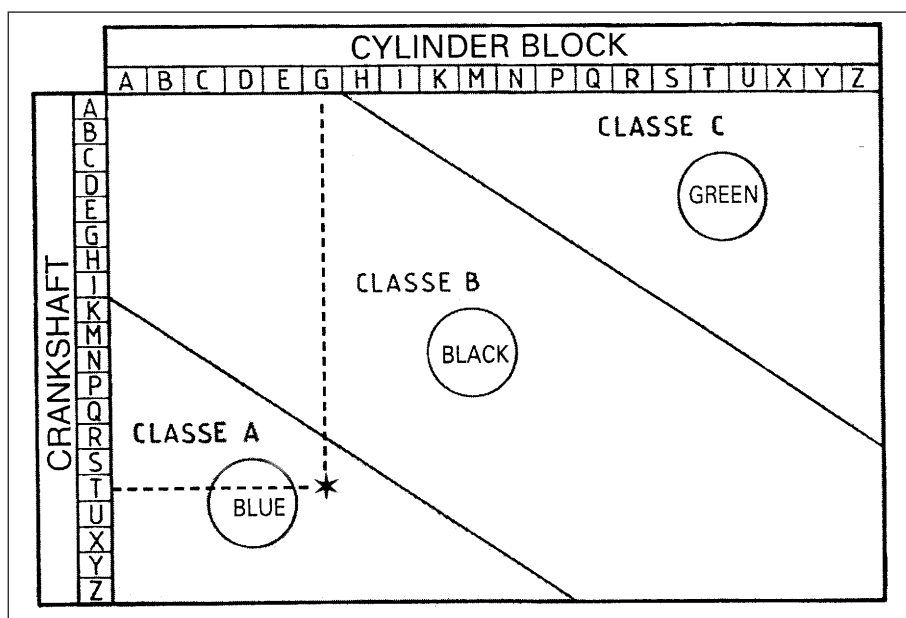 CYLINDER BLOCK
A B C D E G H I K M N P Q R S T U X Y Z
CRANKSHAFT
A
B
C
D
E
G
H
I
K
M
N
P
Q
R
S
T
U
X
Y
Z
CLASSE C
GREEN
CLASSE B
BLACK
CLASSE A
BLUE